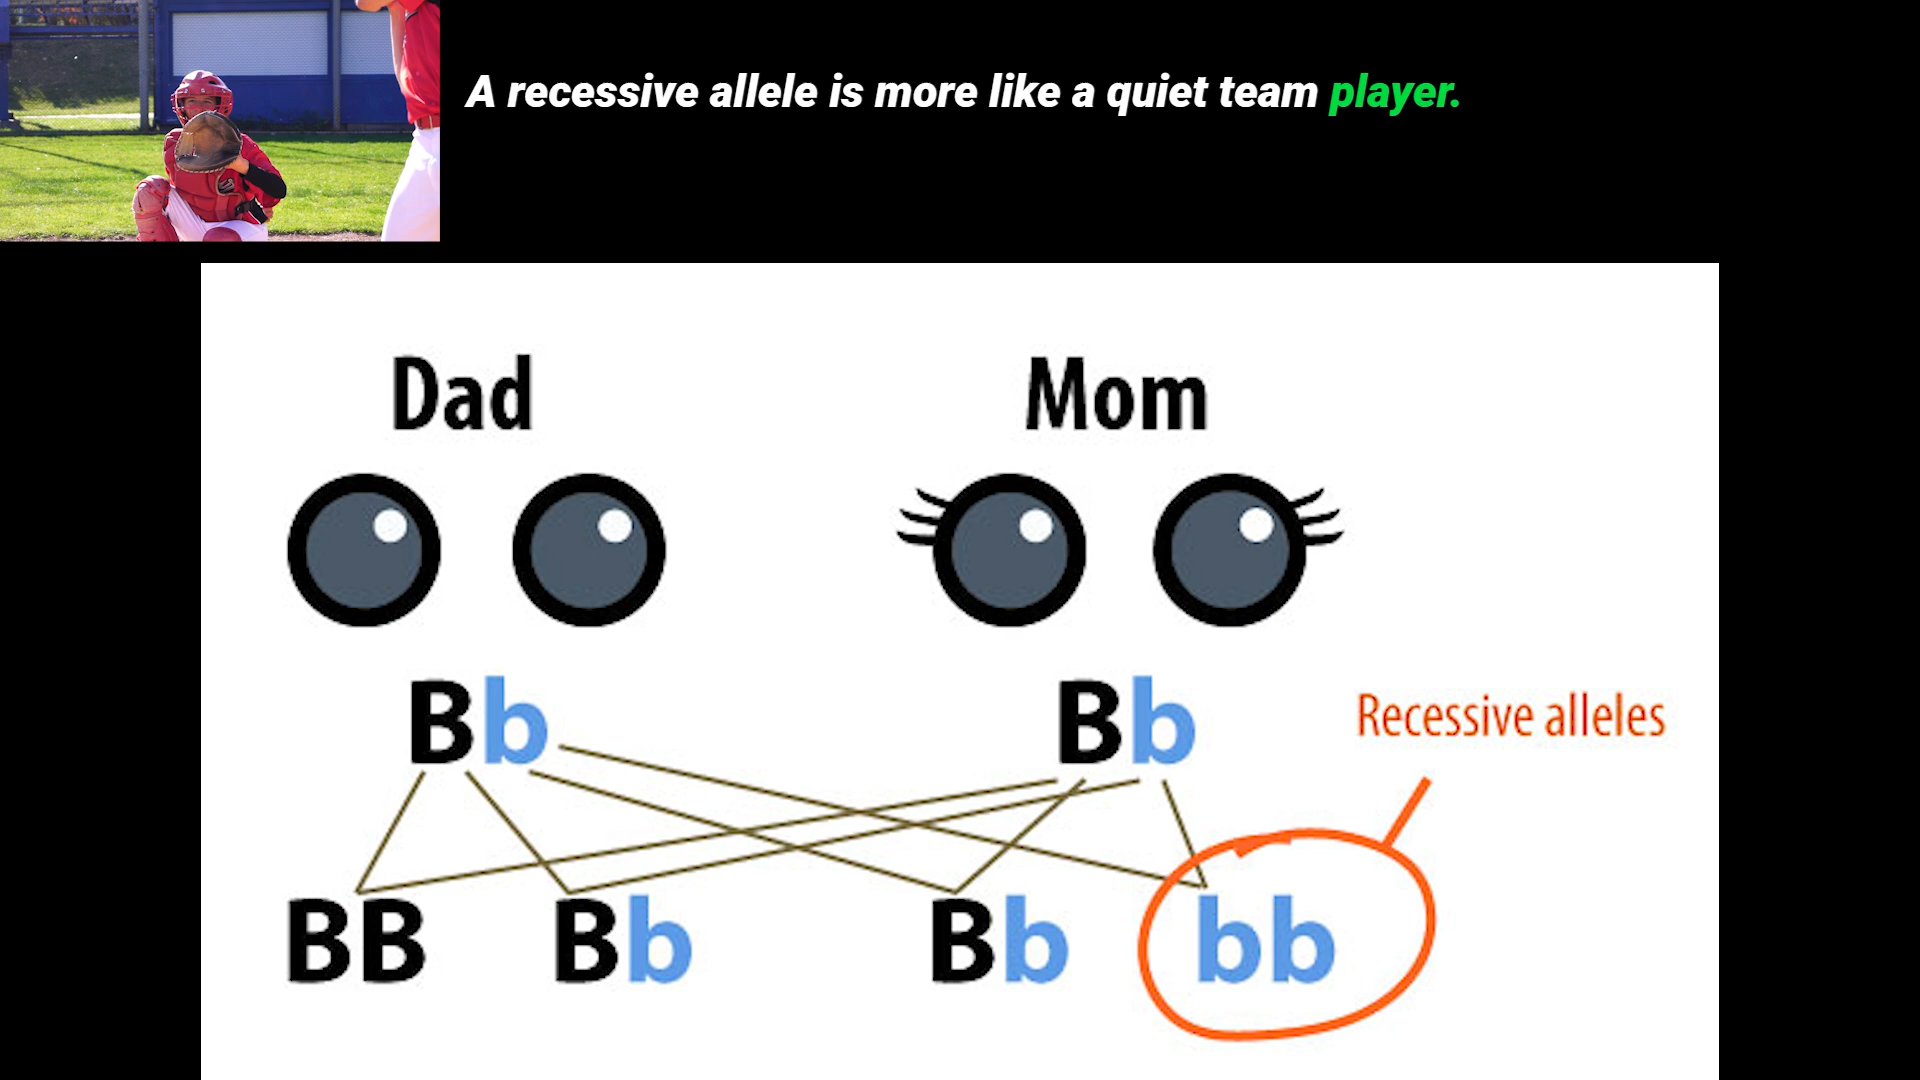 A recessive allele is more like a quiet team player.
Dad Mom
Bb Bb
Recessive alleles
BB Bb Bb bb